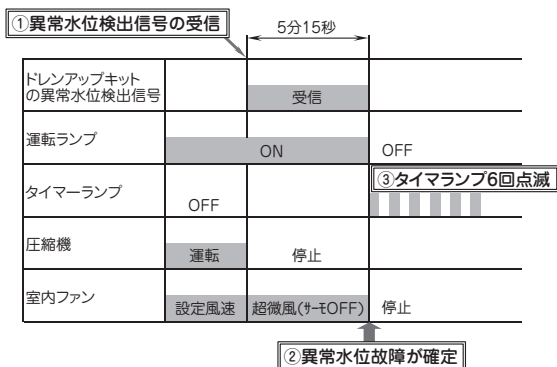 ①異常水位検出信号の受信
5分15秒
ドレンアップキット
の異常水位検出信号
受信
運転ランプ
ON
OFF
③タイマランプ6回点滅
タイマーランプ
OFF
圧縮機
運転
停止
室内ファン
設定風速
超微風(ｻｰﾓOFF)
停止
②異常水位故障が確定